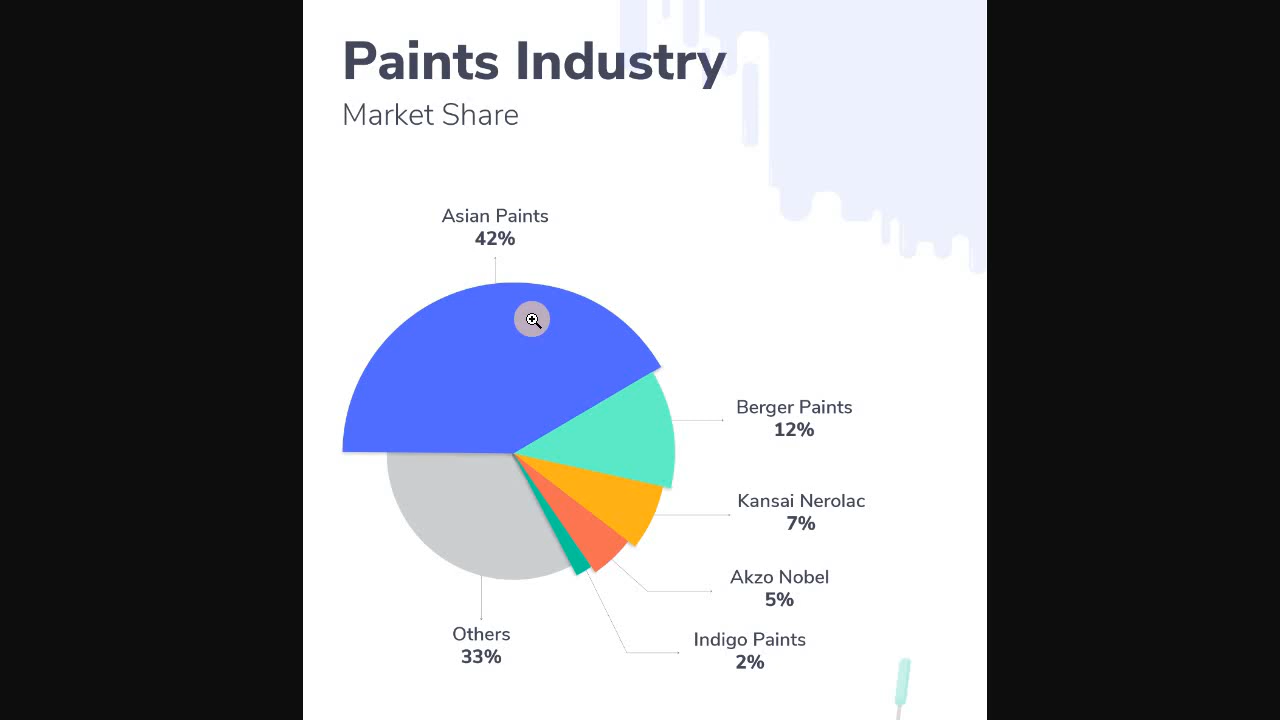 Paints Industry
Market Share
Asian Paints
42%
Berger Paints
12%
Kansai Nerolac
7%
Akzo Nobel
5%
Indigo Paints
2%
Others
33%